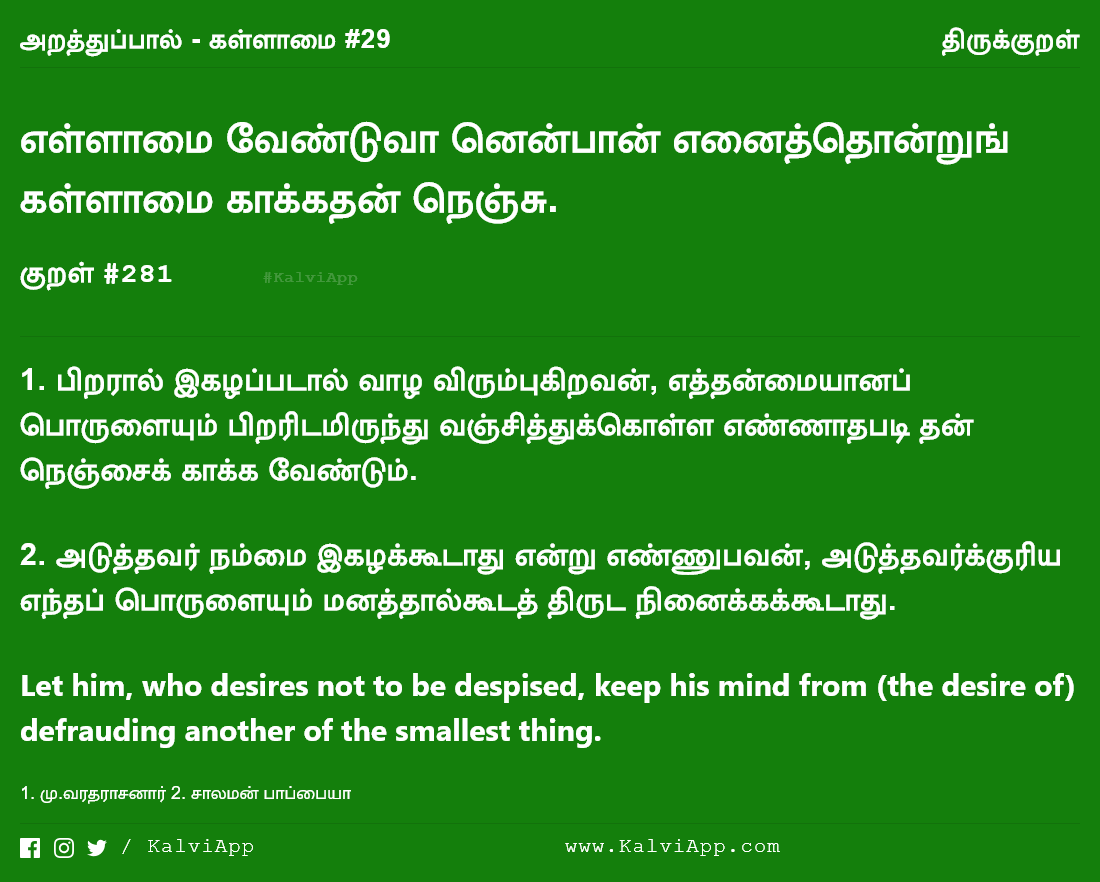 அறத்துப்பால் - கள்ளாமை #29 திருக்குறள்
எள்ளாமை வேண்டுவா னென்பான் எனைத்தொன்றுங்
கள்ளாமை காக்கதன் நெஞ்சு.
குறள் #281 #KalviApp
1. பிறரால் இகழப்படால் வாழ விரும்புகிறவன், எத்தன்மையானப்
பொருளையும் பிறரிடமிருந்து வஞ்சித்துக்கொள்ள எண்ணாதபடி தன்
நெஞ்சைக் காக்க வேண்டும்.
2. அடுத்தவர் நம்மை இகழக்கூடாது என்று எண்ணுபவன், அடுத்தவர்க்குரிய
எந்தப் பொருளையும் மனத்தால்கூடத் திருட நினைக்கக்கூடாது.
Let him, who desires not to be despised, keep his mind from (the desire of)
defrauding another of the smallest thing.
1. மு.வரதராசனார் 2. சாலமன் பாப்பையா
/ KalviApp www.KalviApp.com